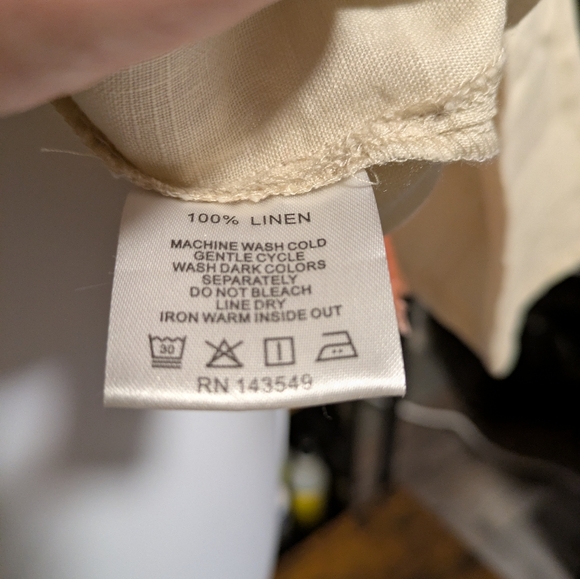 100% LINEN
MACHINE WASH COLD
GENTLE CYCLE
WASH DARK COLORS
SEPARATELY
DO NOT BLEACH
LINE DRY
IRON WARM INSIDE OUT
30
RN 143549